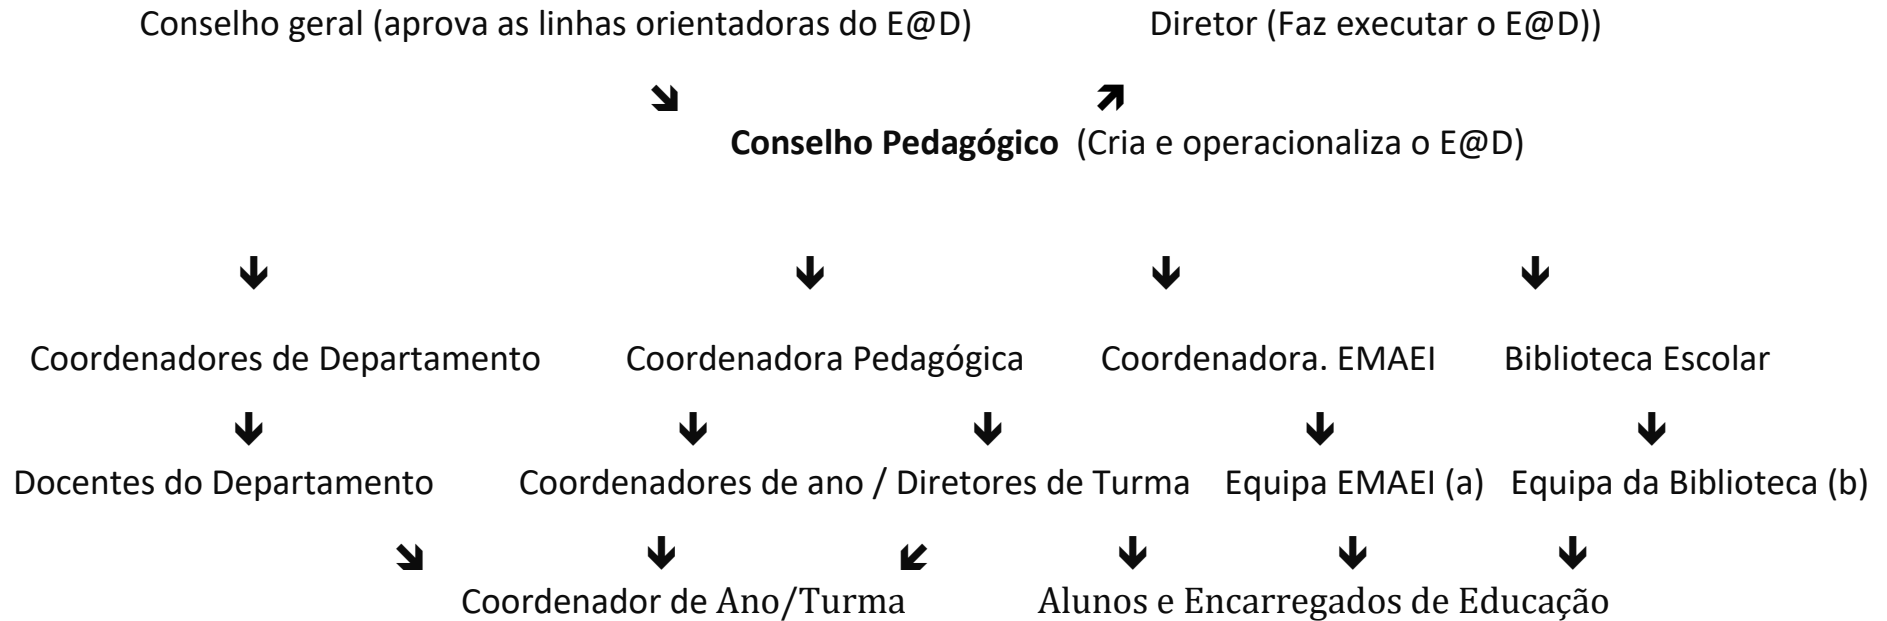 Conselho geral (aprova as linhas orientadoras do E@D) Diretor (Faz executar o E@D))
Conselho Pedagógico (Cria e operacionaliza o E@D)
Coordenadores de Departamento Coordenadora Pedagógica Coordenadora. EMAEI Biblioteca Escolar
Docentes do Departamento Coordenadores de ano / Diretores de Turma Equipa EMAEI (a) Equipa da Biblioteca (b)
Coordenador de Ano/Turma Alunos e Encarregados de Educação